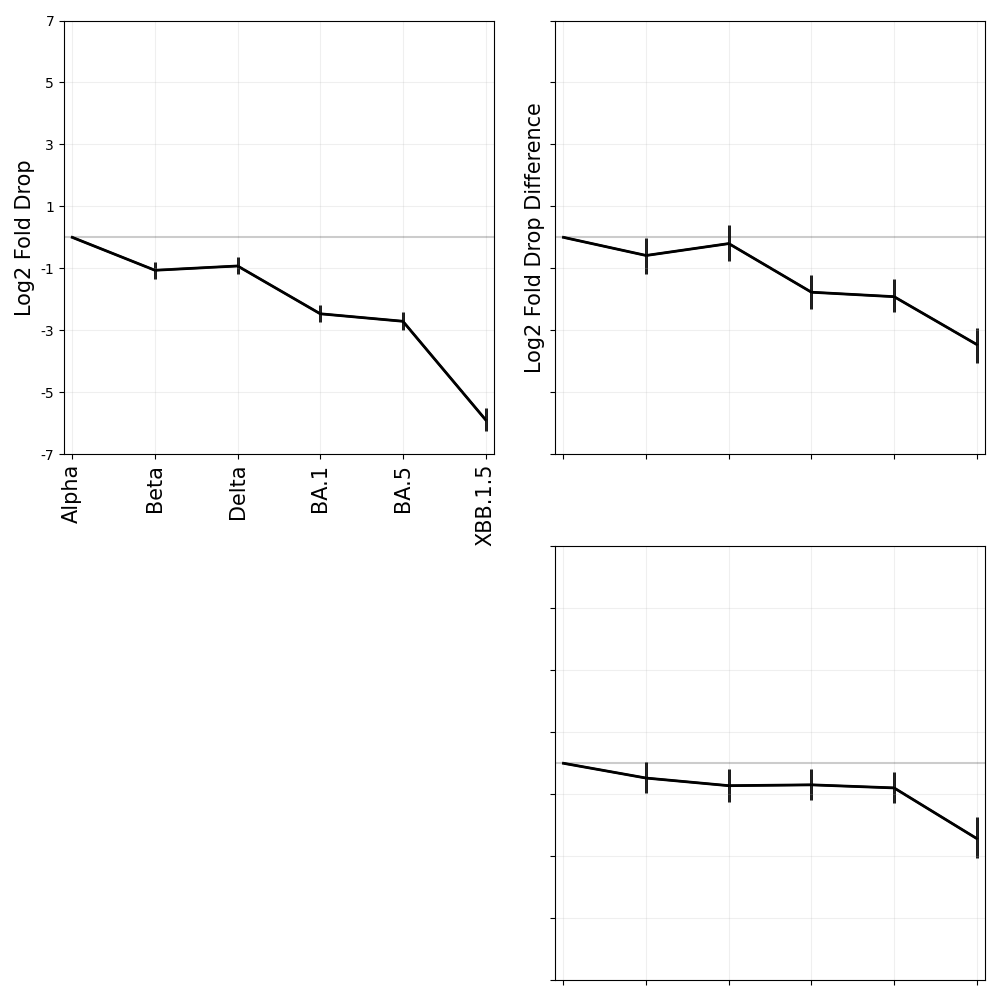 7
5
3
1
-1
-3
-5
-7
Log2 Fold Drop
Alpha
Beta
Delta
BA.1
BA.5
XBB.1.5
Log2 Fold Drop Difference